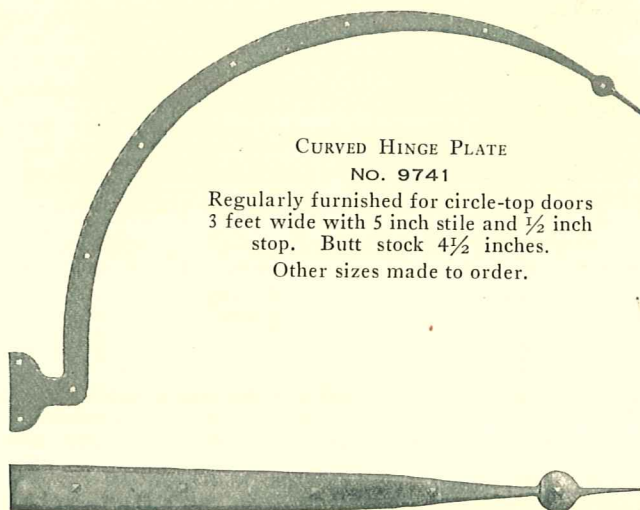 CURVED HINGE PLATE
No. 9741
Regularly furnished for circle-top doors
3 feet wide with 5 inch stile and ½ inch
stop. Butt stock 4½ inches.
Other sizes made to order.